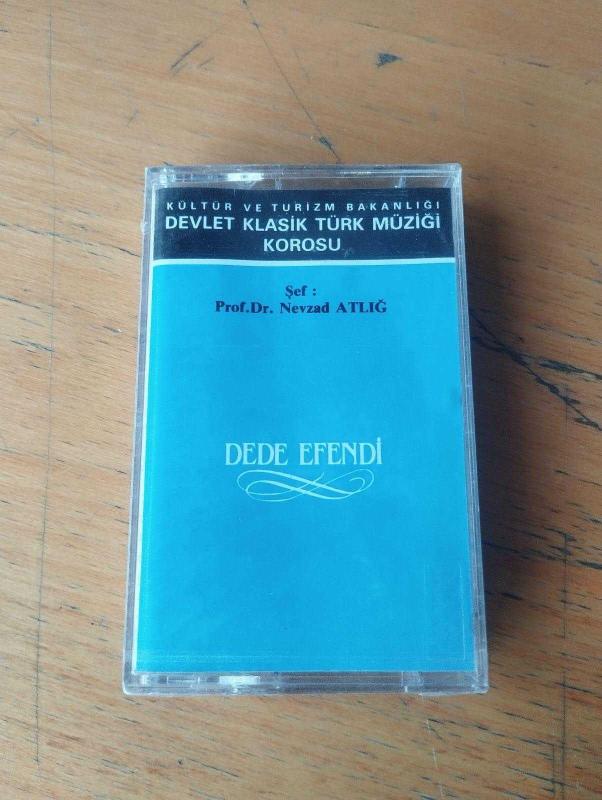 KÜLTÜR VE TURİZM BAKANLIĞI
DEVLET KLASİK TÜRK MÜZİĞİ
KOROSU
Şef :
Prof.Dr. Nevzad ATLIĞ
DEDE EFENDİ